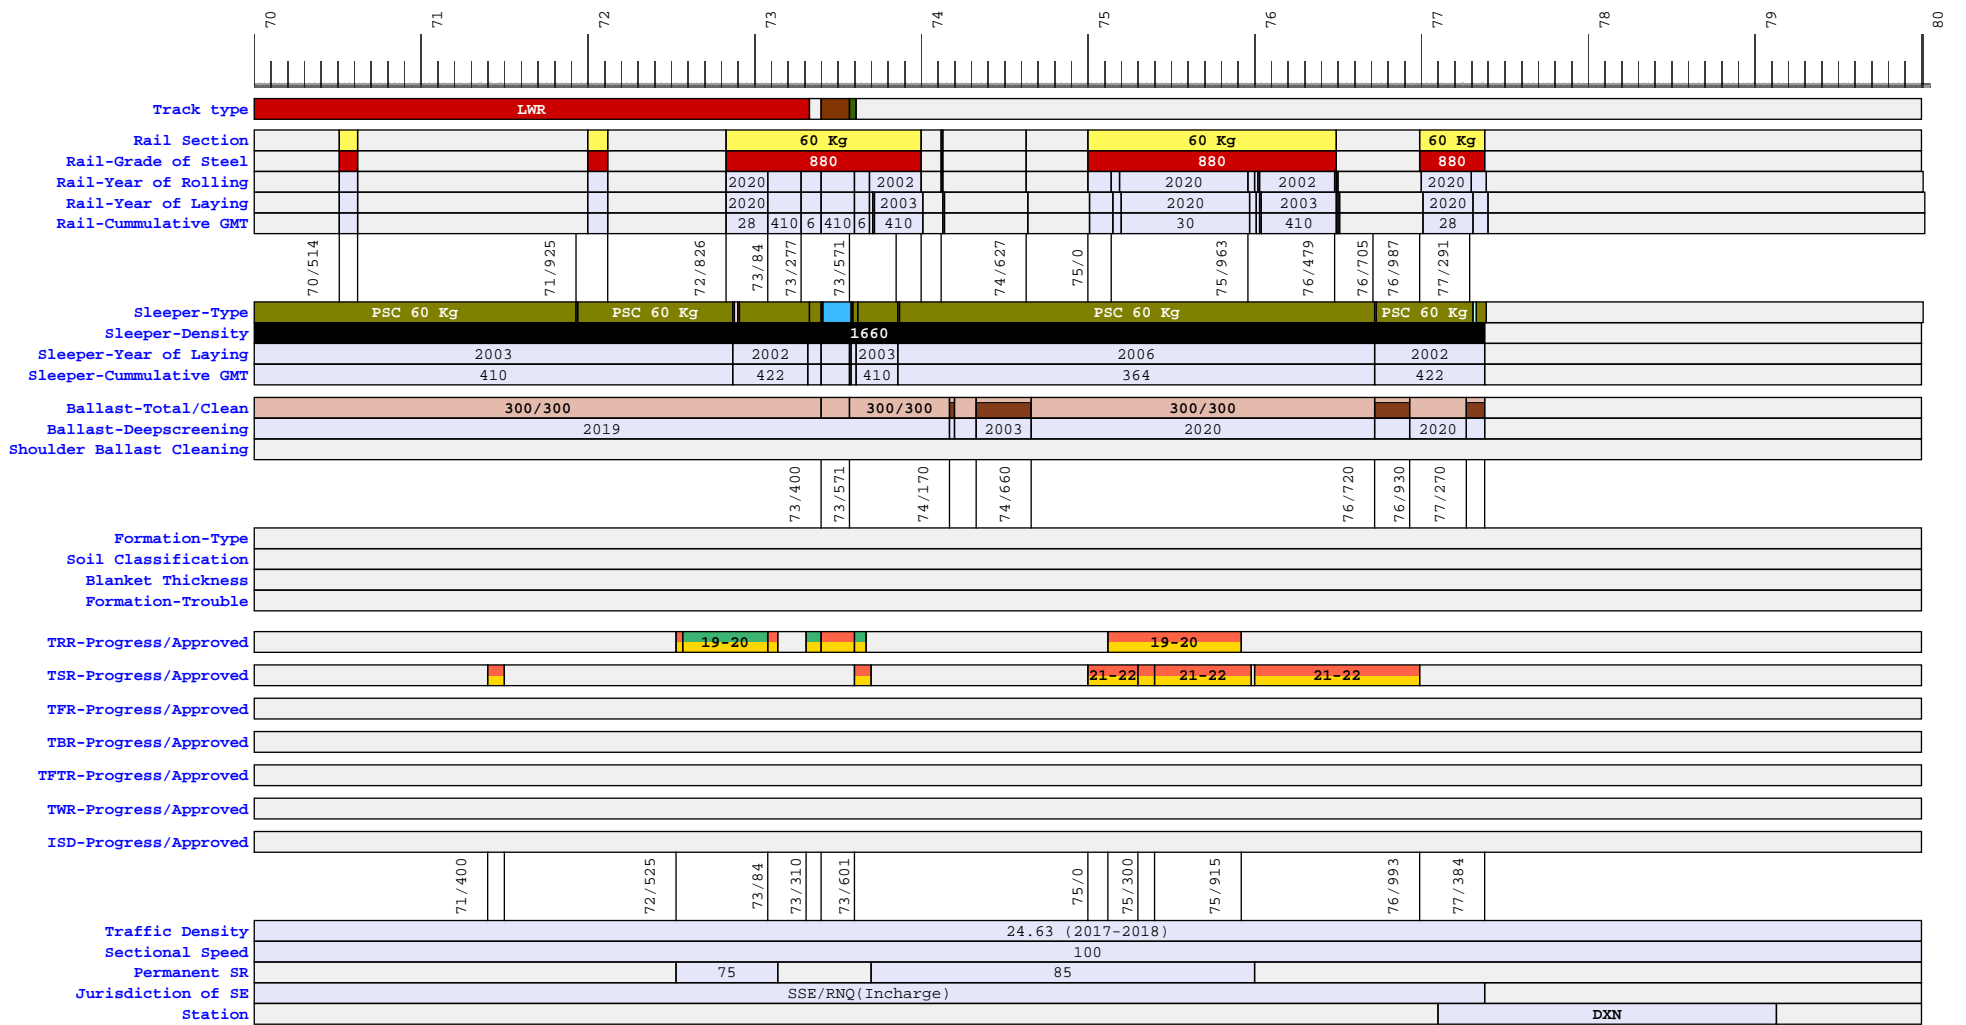 70 71 72 73 74 75 76 77 78 79 80
Track type LWR
Rail Section 60 Kg 60 Kg 60 Kg
Rail-Grade of Steel 880 880 880
Rail-Year of Rolling 2020 2002 2020 2002 2020
Rail-Year of Laying 2020 2003 2020 2003 2020
Rail-Cummulative GMT 28 410 6 410 6 410 30 410 28
70/514 71/925 72/826 73/84 73/277 73/571 74/627 75/0 75/963 76/479 76/705 76/987 77/291
Sleeper-Type PSC 60 Kg PSC 60 Kg PSC 60 Kg PSC 60 Kg
Sleeper-Density 1660
Sleeper-Year of Laying 2003 2002 2003 2006 2002
Sleeper-Cummulative GMT 410 422 410 364 422
Ballast-Total/Clean 300/300 300/300 300/300
Ballast-Deepscreening 2019 2003 2020 2020
Shoulder Ballast Cleaning
73/400 73/571 74/170 74/660 76/720 76/930 77/270
Formation-Type
Soil Classification
Blanket Thickness
Formation-Trouble
TRR-Progress/Approved 19-20 19-20
TSR-Progress/Approved 21-22 21-22 21-22
TFR-Progress/Approved
TBR-Progress/Approved
TFTR-Progress/Approved
TWR-Progress/Approved
ISD-Progress/Approved
71/400 72/525 73/84 73/310 73/601 75/0 75/300 75/915 76/993 77/384
Traffic Density 24.63 (2017-2018)
Sectional Speed 100
Permanent SR 75 85
Jurisdiction of SE SSE/RNQ(Incharge)
Station DXN